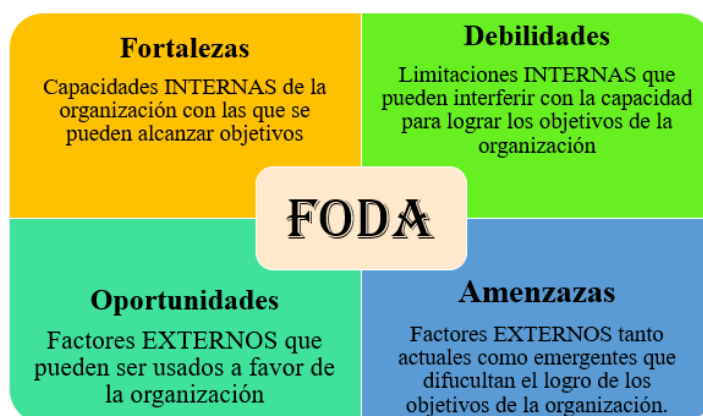 Fortalezas
Capacidades INTERNAS de la
organización con las que se
pueden alcanzar objetivos
Debilidades
Limitaciones INTERNAS que
pueden interferir con la capacidad
para lograr los objetivos de la
organización
FODA
Oportunidades
Factores EXTERNOS que
pueden ser usados a favor de
la organización
Amenzazas
Factores EXTERNOS tanto
actuales como emergentes que
difucultan el logro de los
objetivos de la organización.